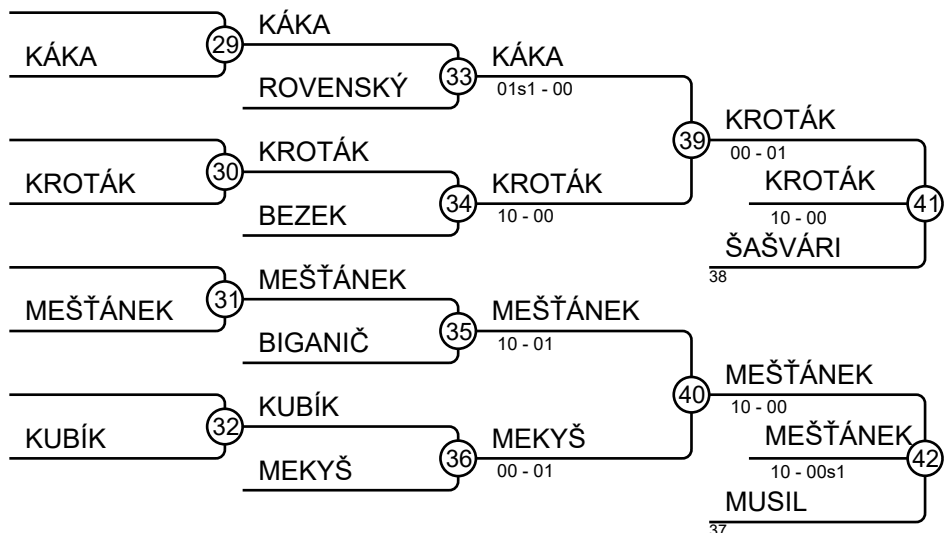 KÁKA
29
KÁKA
ROVENSKÝ
33
KÁKA
01s1 - 00
KROTÁK
30
KROTÁK
BEZEK
34
KROTÁK
10 - 00
39
KROTÁK
00 - 01
KROTÁK
10 - 00
41
ŠAŠVÁRI
38
MEŠŤÁNEK
31
MEŠŤÁNEK
BIGANIČ
35
MEŠŤÁNEK
10 - 01
KUBÍK
32
KUBÍK
MEKYŠ
36
MEKYŠ
00 - 01
40
MEŠŤÁNEK
10 - 00
MEŠŤÁNEK
10 - 00s1
42
MUSIL
37